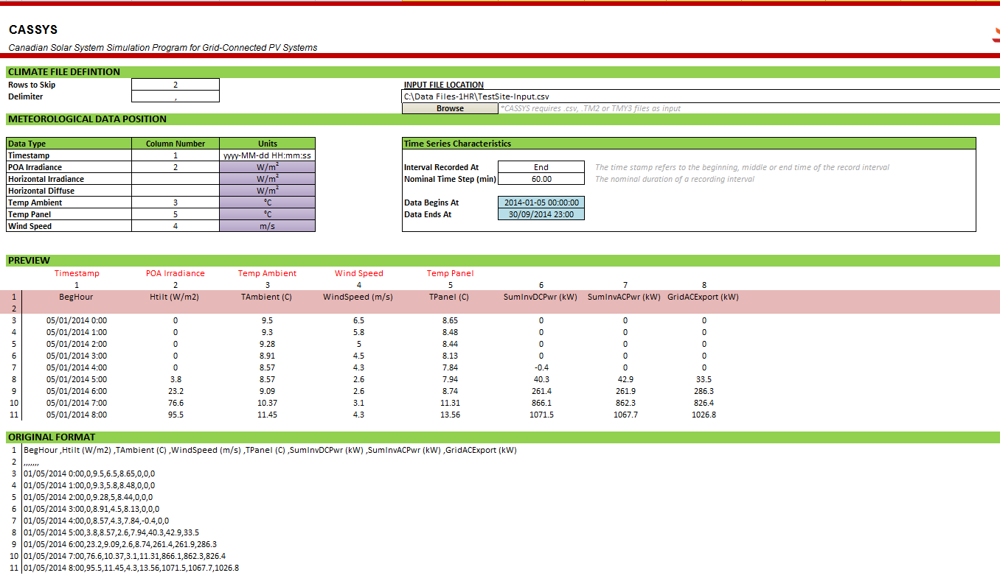 CASSYS
Canadian Solar System Simulation Program for Grid-Connected PV Systems
CLIMATE FILE DEFINTION
Rows to Skip 2 INPUT FILE LOCATION
Delimiter , C:\Data Files-1HR\TestSite-Input.csv
Browse *CASSYS requires .csv, .TM2 or TMY3 files as input
METEOROLOGICAL DATA POSITION
Data Type Column Number Units Time Series Characteristics
Timestamp 1 yyyy-MM-dd HH:mm:ss
POA Irradiance 2 W/m² Interval Recorded At End The time stamp refers to the beginning, middle or end time of the record interval
Horizontal Irradiance W/m² Nominal Time Step (min) 60.00 The nominal duration of a recording interval
Horizontal Diffuse W/m²
Temp Ambient 3 °C Data Begins At 2014-01-05 00:00:00
Temp Panel 5 °C Data Ends At 30/09/2014 23:00
Wind Speed 4 m/s
PREVIEW
Timestamp POA Irradiance Temp Ambient Wind Speed Temp Panel
1 2 3 4 5 6 7 8
1 BegHour Htilt (W/m2) TAmbient (C) WindSpeed (m/s) TPanel (C) SumInvDCPwr (kW) SumInvACPwr (kW) GridACExport (kW)
2
3 05/01/2014 0:00 0 9.5 6.5 8.65 0 0 0
4 05/01/2014 1:00 0 9.3 5.8 8.48 0 0 0
5 05/01/2014 2:00 0 9.28 5 8.44 0 0 0
6 05/01/2014 3:00 0 8.91 4.5 8.13 0 0 0
7 05/01/2014 4:00 0 8.57 4.3 7.84 -0.4 0 0
8 05/01/2014 5:00 3.8 8.57 2.6 7.94 40.3 42.9 33.5
9 05/01/2014 6:00 23.2 9.09 2.6 8.74 261.4 261.9 286.3
10 05/01/2014 7:00 76.6 10.37 3.1 11.31 866.1 862.3 826.4
11 05/01/2014 8:00 95.5 11.45 4.3 13.56 1071.5 1067.7 1026.8
ORIGINAL FORMAT
1 BegHour ,Htilt (W/m2) ,TAmbient (C) ,WindSpeed (m/s) ,TPanel (C) ,SumInvDCPwr (kW) ,SumInvACPwr (kW) ,GridACExport (kW)
2 ,,,,,,,
3 01/05/2014 0:00,0,9.5,6.5,8.65,0,0,0
4 01/05/2014 1:00,0,9.3,5.8,8.48,0,0,0
5 01/05/2014 2:00,0,9.28,5,8.44,0,0,0
6 01/05/2014 3:00,0,8.91,4.5,8.13,0,0,0
7 01/05/2014 4:00,0,8.57,4.3,7.84,-0.4,0,0
8 01/05/2014 5:00,3.8,8.57,2.6,7.94,40.3,42.9,33.5
9 01/05/2014 6:00,23.2,9.09,2.6,8.74,261.4,261.9,286.3
10 01/05/2014 7:00,76.6,10.37,3.1,11.31,866.1,862.3,826.4
11 01/05/2014 8:00,95.5,11.45,4.3,13.56,1071.5,1067.7,1026.8